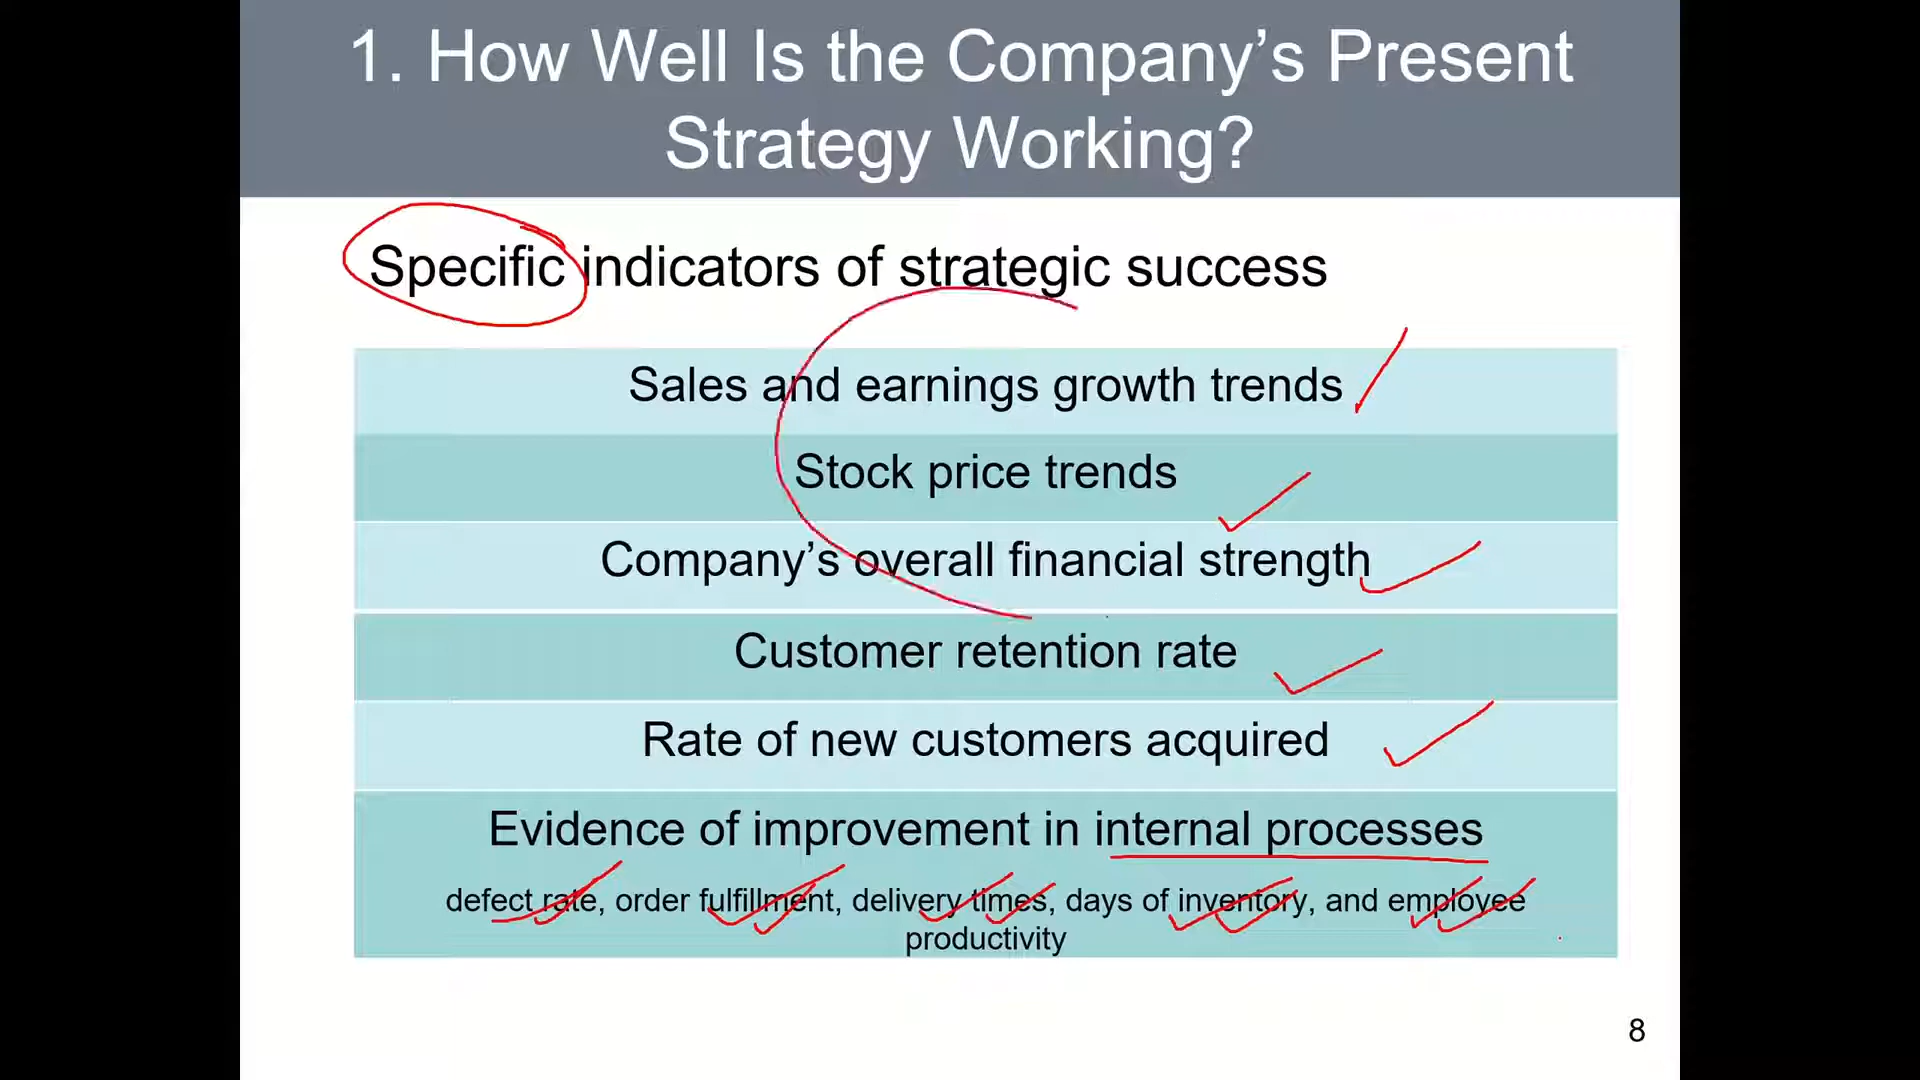 1. How Well Is the Company’s Present
Strategy Working?
Specific indicators of strategic success
Sales and earnings growth trends
Stock price trends
Company’s overall financial strength
Customer retention rate
Rate of new customers acquired
Evidence of improvement in internal processes
defect rate, order fulfillment, delivery times, days of inventory, and employee
productivity
8